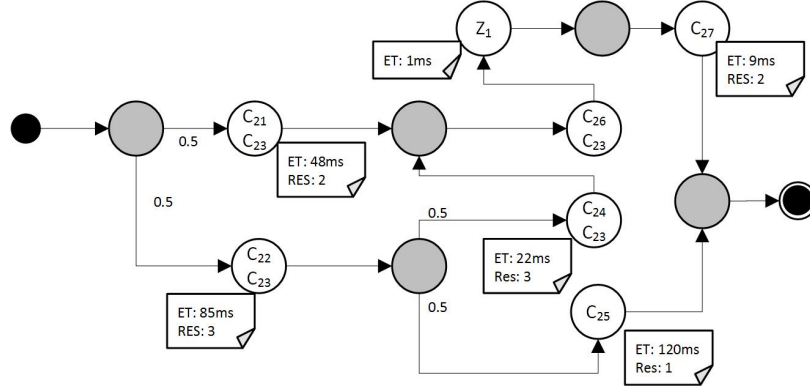 Z1
C27
ET: 1ms
ET: 9ms
RES: 2
C21
C23
C26
C23
0.5
ET: 48ms
RES: 2
0.5
0.5
C24
C23
C22
C23
ET: 22ms
Res: 3
ET: 85ms
RES: 3
0.5
C25
ET: 120ms
Res: 1